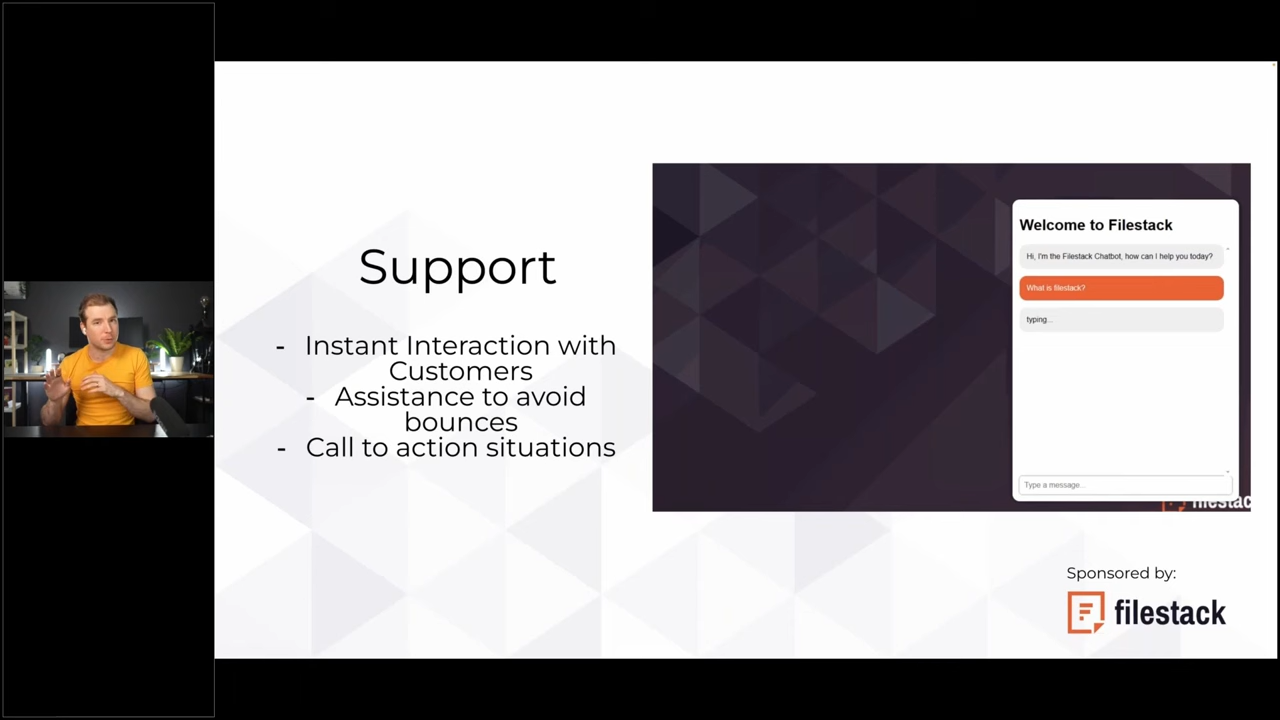 Support
- Instant Interaction with
Customers
- Assistance to avoid
bounces
- Call to action situations
Welcome to Filestack
Hi, I'm the Filestack Chatbot, how can I help you today?
What is filestack?
typing...
Type a message...
filestac
Sponsored by:
filestack